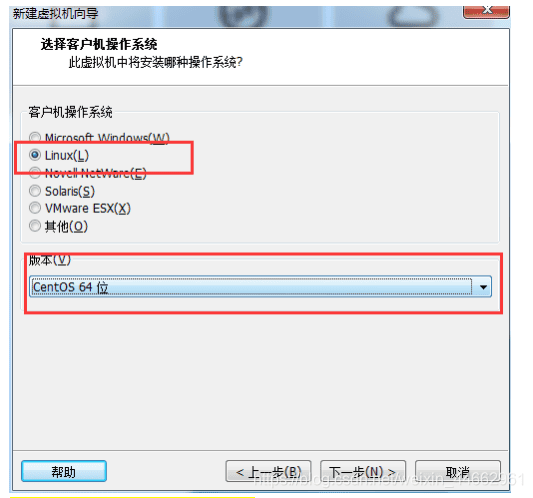 新建虚拟机向导
选择客户机操作系统
此虚拟机中将安装哪种操作系统?
客户机操作系统
Microsoft Windows(W)
Linux(L)
Novell NetWare(E)
Solaris(S)
VMware ESX(X)
其他(O)
版本(V)
CentOS 64 位
帮助
< 上一步(B)
下一步(N) >
取消
https://blog.csdn.net/weixin_44662961